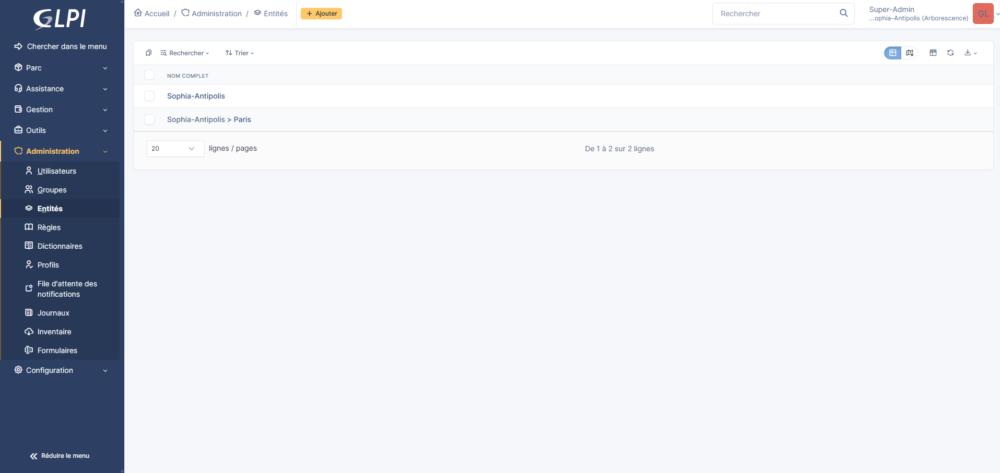 GLPI
Chercher dans le menu
Parc
Assistance
Gestion
Outils
Administration
Utilisateurs
Groupes
Entités
Règles
Dictionnaires
Profils
File d'attente des
notifications
Journaux
Inventaire
Formulaires
Configuration
Réduire le menu
Accueil / Administration / Entités
Ajouter
Rechercher
Super-Admin
...ophia-Antipolis (Arborescence)
GL
Rechercher
Trier
NOM COMPLET
Sophia-Antipolis
Sophia-Antipolis > Paris
20 lignes / pages
De 1 à 2 sur 2 lignes